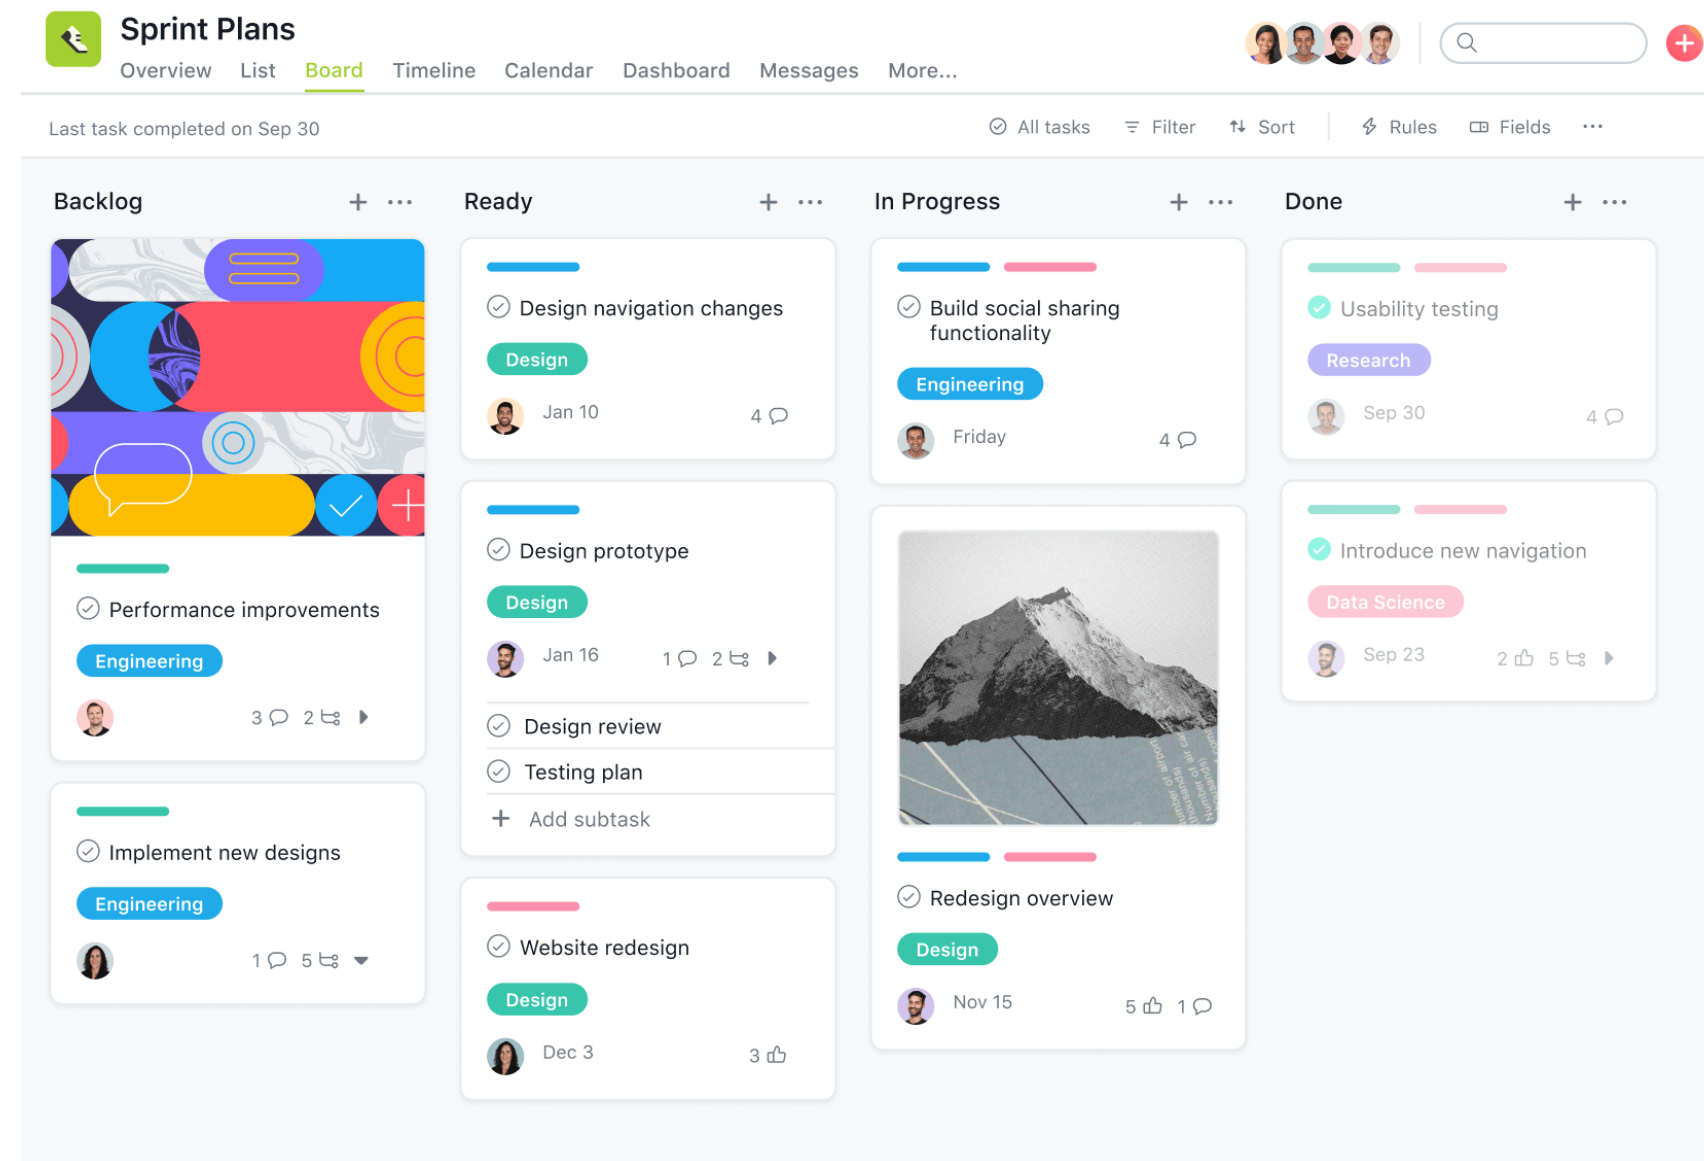 Sprint Plans
Overview List Board Timeline Calendar Dashboard Messages More...
Last task completed on Sep 30
All tasks Filter Sort Rules Fields
Backlog
Performance improvements
Engineering
3 2
Implement new designs
Engineering
1 5
Ready
Design navigation changes
Design
Jan 10 4
Design prototype
Design
Jan 16 1 2
Design review
Testing plan
Add subtask
Website redesign
Design
Dec 3 3
In Progress
Build social sharing
functionality
Engineering
Friday 4
Redesign overview
Design
Nov 15 5 1
Done
Usability testing
Research
Sep 30 4
Introduce new navigation
Data Science
Sep 23 2 5